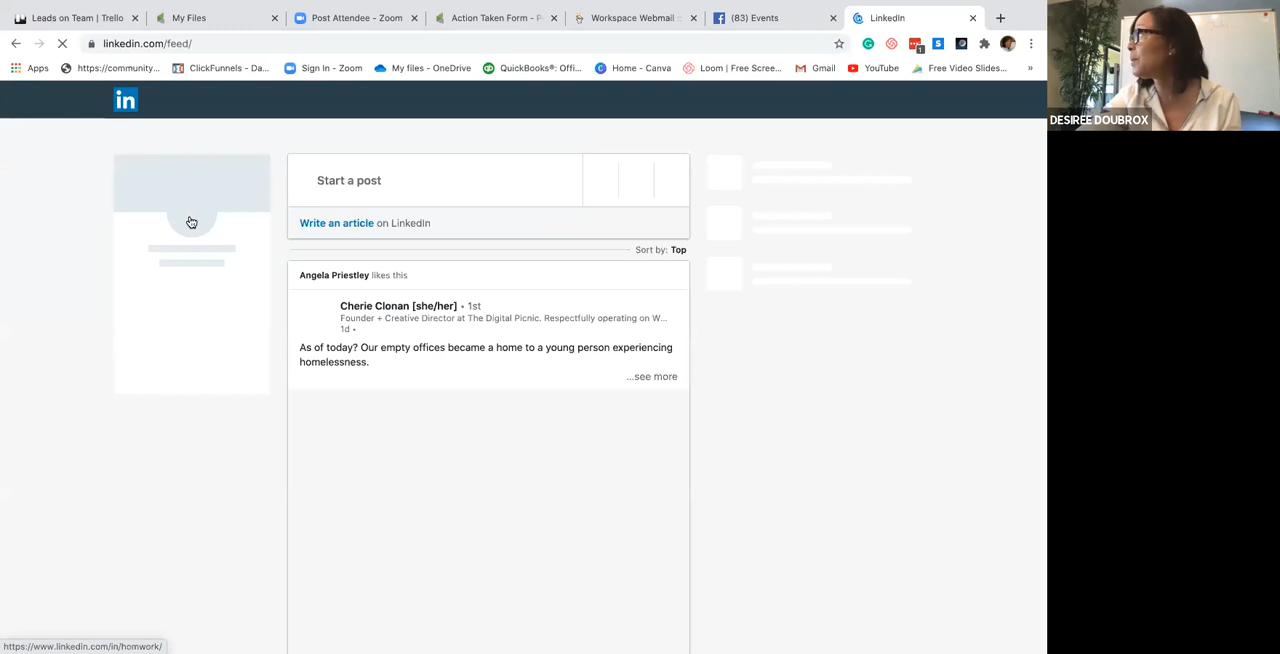 Leads on Team | Trello
My Files
Post Attendee - Zoom
Action Taken Form - P
Workspace Webmail ::
(83) Events
LinkedIn
linkedin.com/feed/
1
Apps
https://community...
ClickFunnels - Da...
Sign In - Zoom
My files - OneDrive
QuickBooks®: Offi...
Home - Canva
Loom | Free Scree...
Gmail
YouTube
Free Video Slides...
»
in
DESIREE DOUBROX
Start a post
Write an article on LinkedIn
Sort by: Top
Angela Priestley likes this
Cherie Clonan [she/her] • 1st
Founder + Creative Director at The Digital Picnic. Respectfully operating on W...
1d •
As of today? Our empty offices became a home to a young person experiencing
homelessness.
...see more
https://www.linkedin.com/in/homwork/